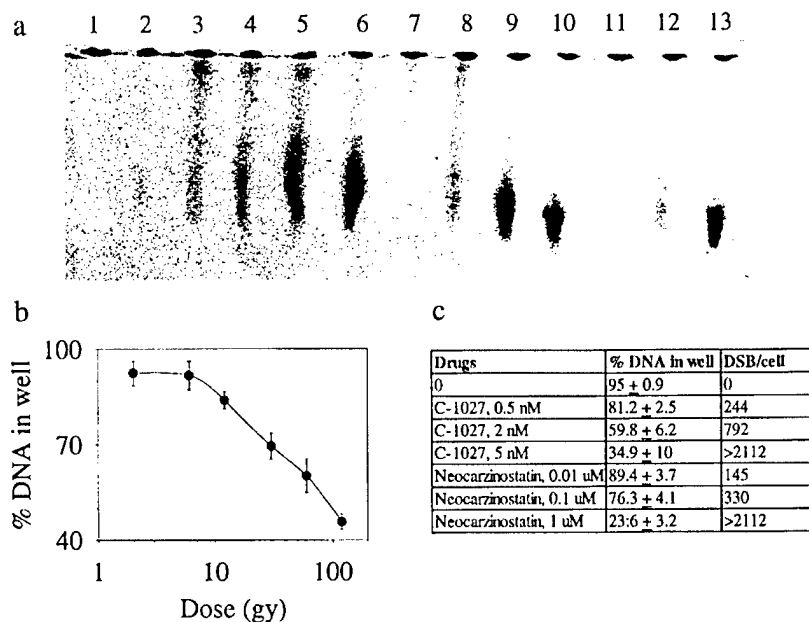 a
1 2 3 4 5 6 7 8 9 10 11 12 13
b
100
70
40
% DNA in well
1 10 100
Dose (gy)
c
Drugs % DNA in well DSB/cell
0 95 ± 0.9 0
C-1027, 0.5 nM 81.2 ± 2.5 244
C-1027, 2 nM 59.8 ± 6.2 792
C-1027, 5 nM 34.9 ± 10 >2112
Neocarzinostatin, 0.01 uM 89.4 ± 3.7 145
Neocarzinostatin, 0.1 uM 76.3 ± 4.1 330
Neocarzinostatin, 1 uM 23:6 ± 3.2 >2112